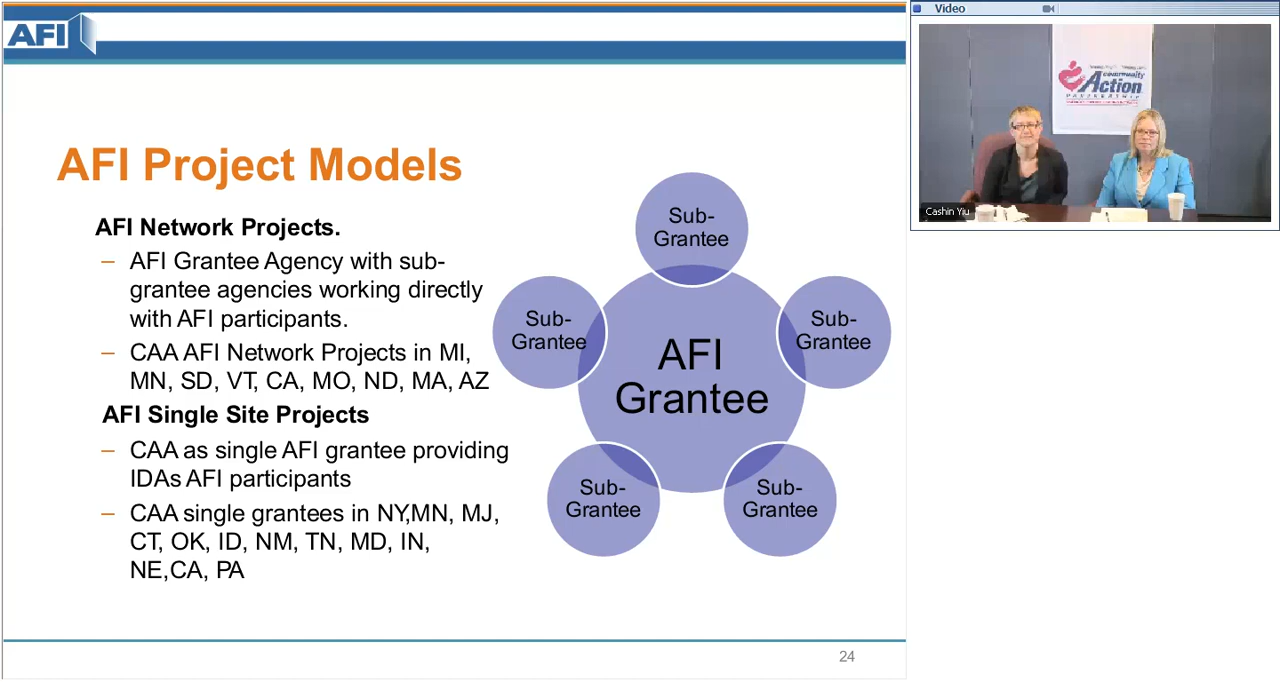 AFI
AFI Project Models
AFI Network Projects.
– AFI Grantee Agency with sub-
grantee agencies working directly
with AFI participants.
– CAA AFI Network Projects in MI,
MN, SD, VT, CA, MO, ND, MA, AZ
AFI Single Site Projects
– CAA as single AFI grantee providing
IDAs AFI participants
– CAA single grantees in NY,MN, MJ,
CT, OK, ID, NM, TN, MD, IN,
NE,CA, PA
Sub-
Grantee
Sub-
Grantee
Sub-
Grantee
AFI
Grantee
Sub-
Grantee
Sub-
Grantee
24
Video
community
Action
PARTNERSHIP
Cashin Yiu